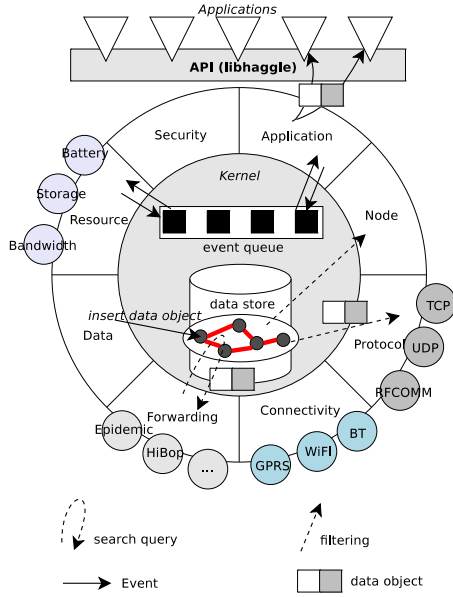 Applications
API (libhaggle)
Security
Application
Battery
Kernel
Storage
Resource
Node
Bandwidth
event queue
data store
insert data object
TCP
Data
Protocol
UDP
RFCOMM
Forwarding
Connectivity
Epidemic
BT
HiBop
WiFI
...
GPRS
search query
filtering
Event
data object